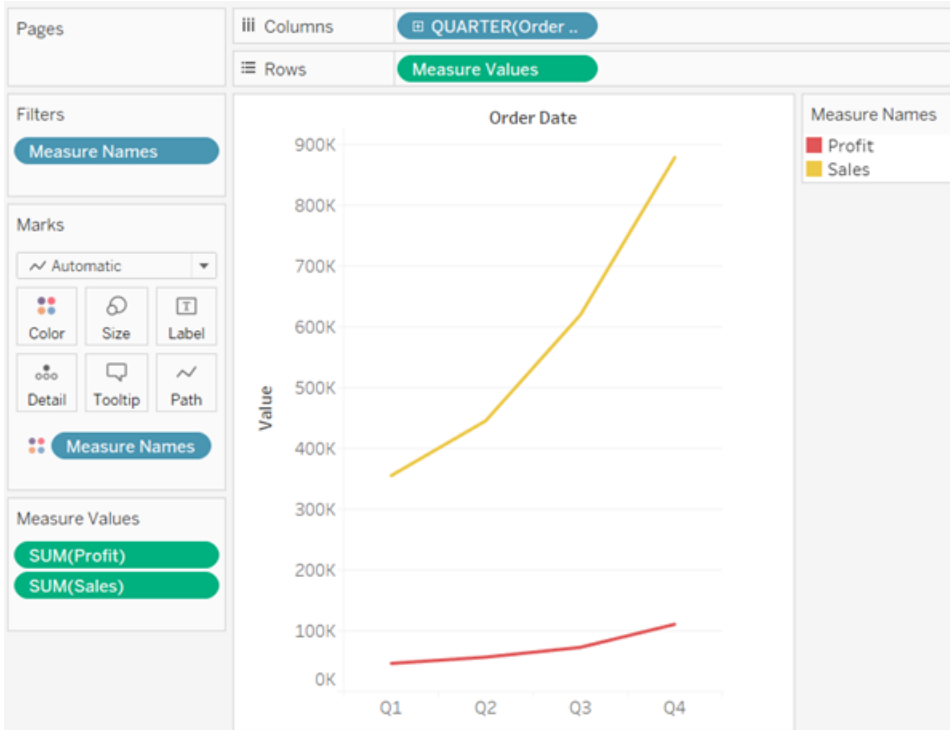 Pages
Columns
QUARTER(Order ..
Rows
Measure Values
Filters
Measure Names
Marks
Automatic
Color
Size
T
Label
Detail
Tooltip
Path
Measure Names
Measure Values
SUM(Profit)
SUM(Sales)
Order Date
Value
900K
800K
700K
600K
500K
400K
300K
200K
100K
0K
Q1 Q2 Q3 Q4
Measure Names
Profit
Sales